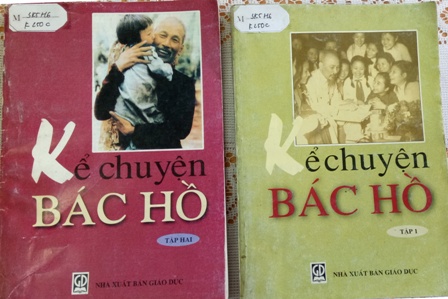 Kể chuyện
BÁC HỒ
TẬP HAI
NHÀ XUẤT BẢN GIÁO DỤC
Kể chuyện
BÁC HỒ
TẬP 1
GD
NHÀ XUẤT BẢN GIÁO DỤC